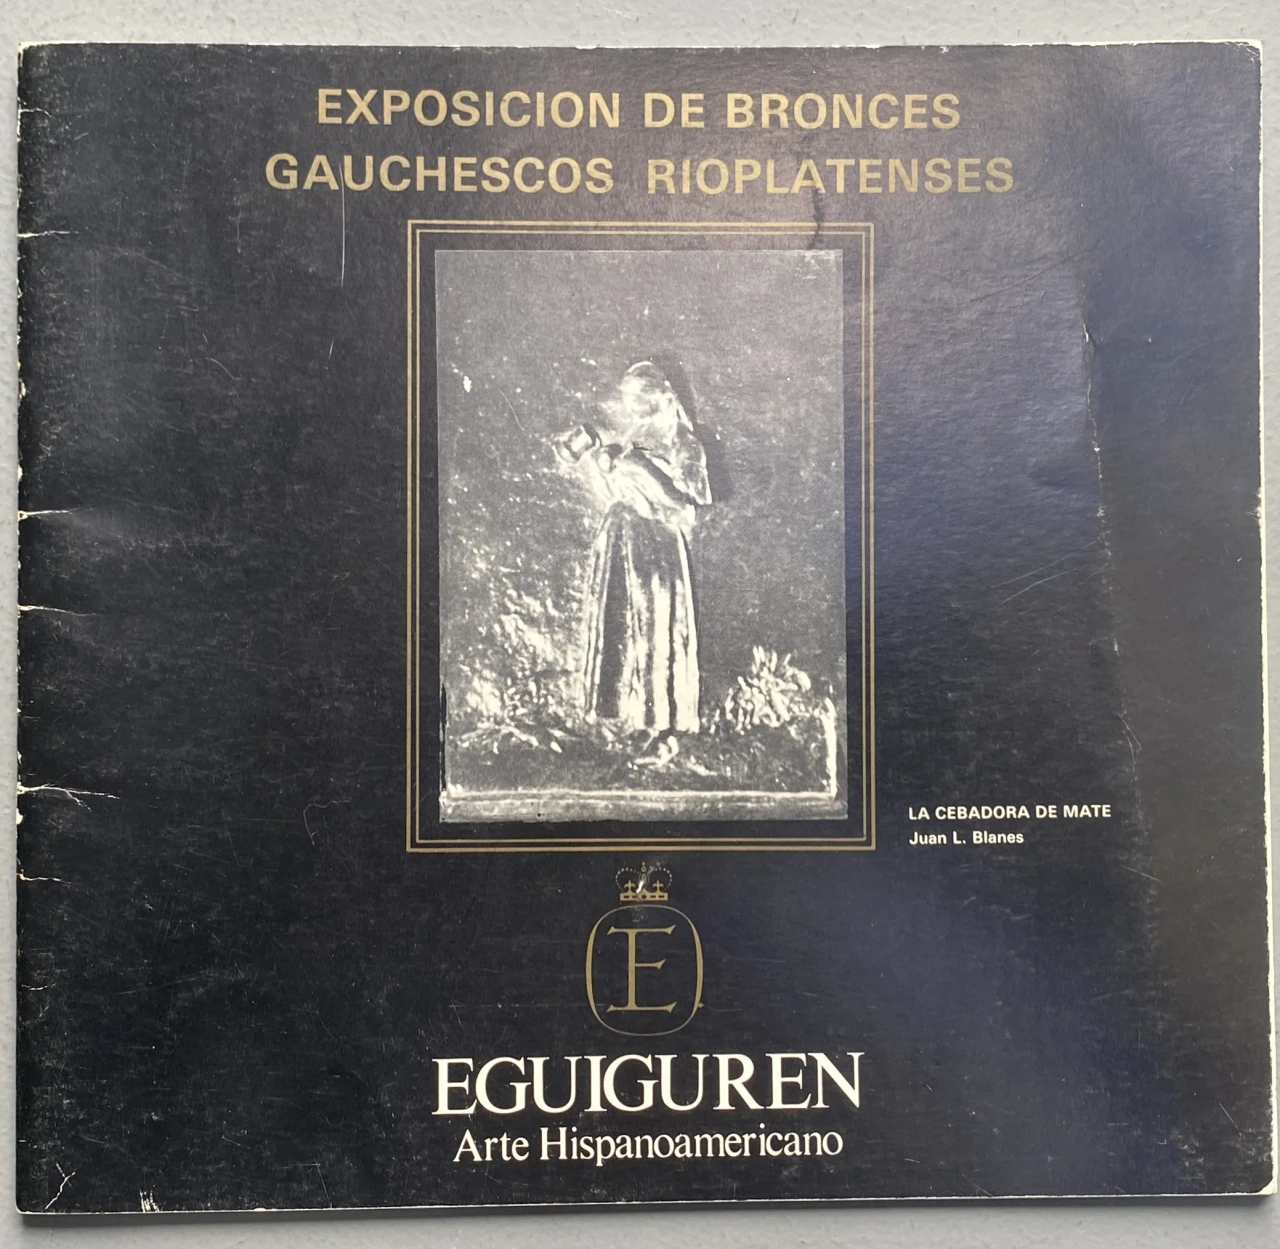 EXPOSICION DE BRONCES
GAUCHESCOS RIOPLATENSES
LA CEBADORA DE MATE
Juan L. Blanes
E
EGUIGUREN
Arte Hispanoamericano